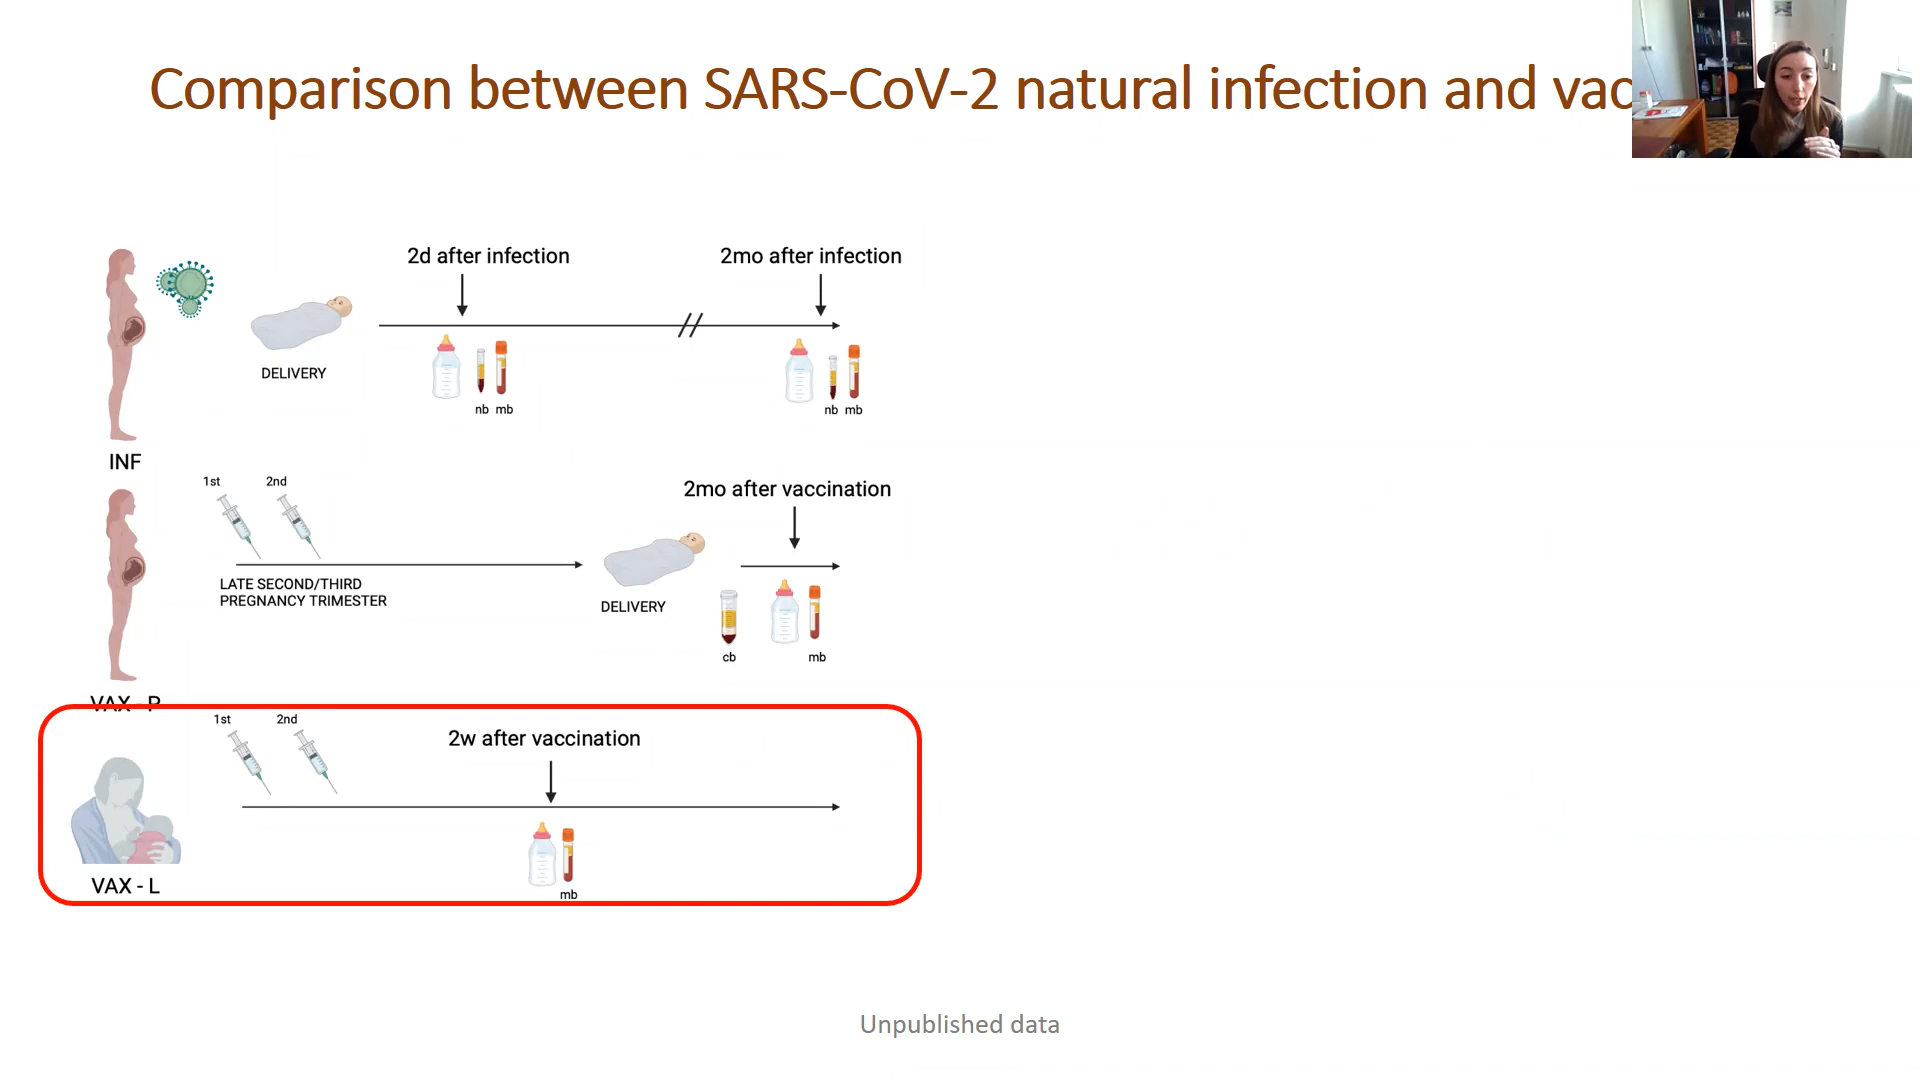 Comparison between SARS-CoV-2 natural infection and vac
2d after infection
2mo after infection
DELIVERY
nb mb
nb mb
INF
1st
2nd
2mo after vaccination
LATE SECOND/THIRD
PREGNANCY TRIMESTER
DELIVERY
cb
mb
VAX - P
1st
2nd
2w after vaccination
VAX - L
mb
Unpublished data